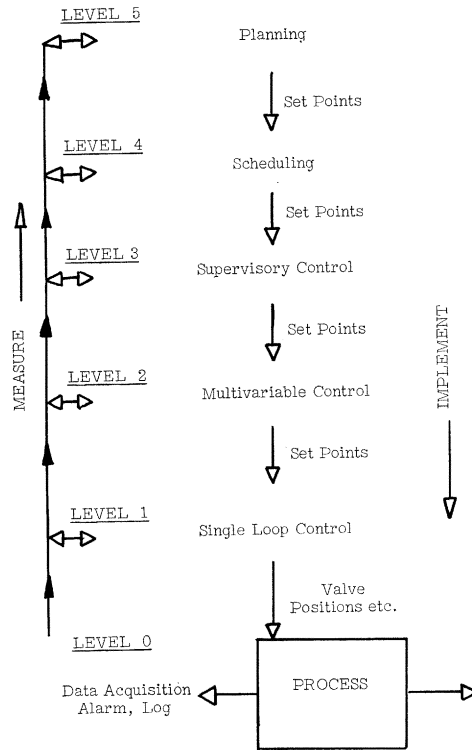 LEVEL 5
Planning
Set Points
LEVEL 4
Scheduling
Set Points
LEVEL 3
Supervisory Control
MEASURE
Set Points
IMPLEMENT
LEVEL 2
Multivariable Control
Set Points
LEVEL 1
Single Loop Control
Valve
Positions etc.
LEVEL 0
Data Acquisition
Alarm, Log
PROCESS